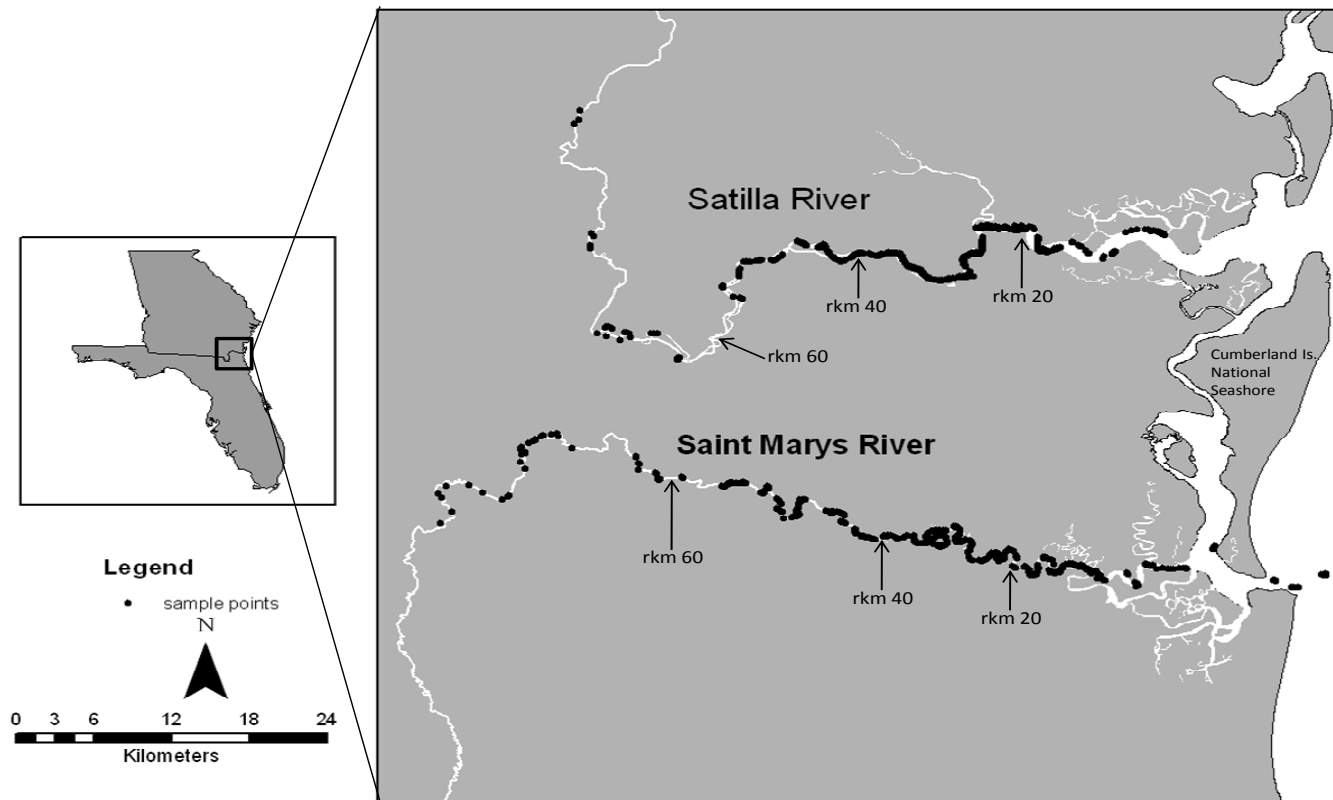 Satilla River
rkm 40
rkm 20
rkm 60
Cumberland Is.
National
Seashore
Saint Marys River
rkm 60
rkm 40
rkm 20
Legend
sample points
N
0 3 6 12 18 24
Kilometers